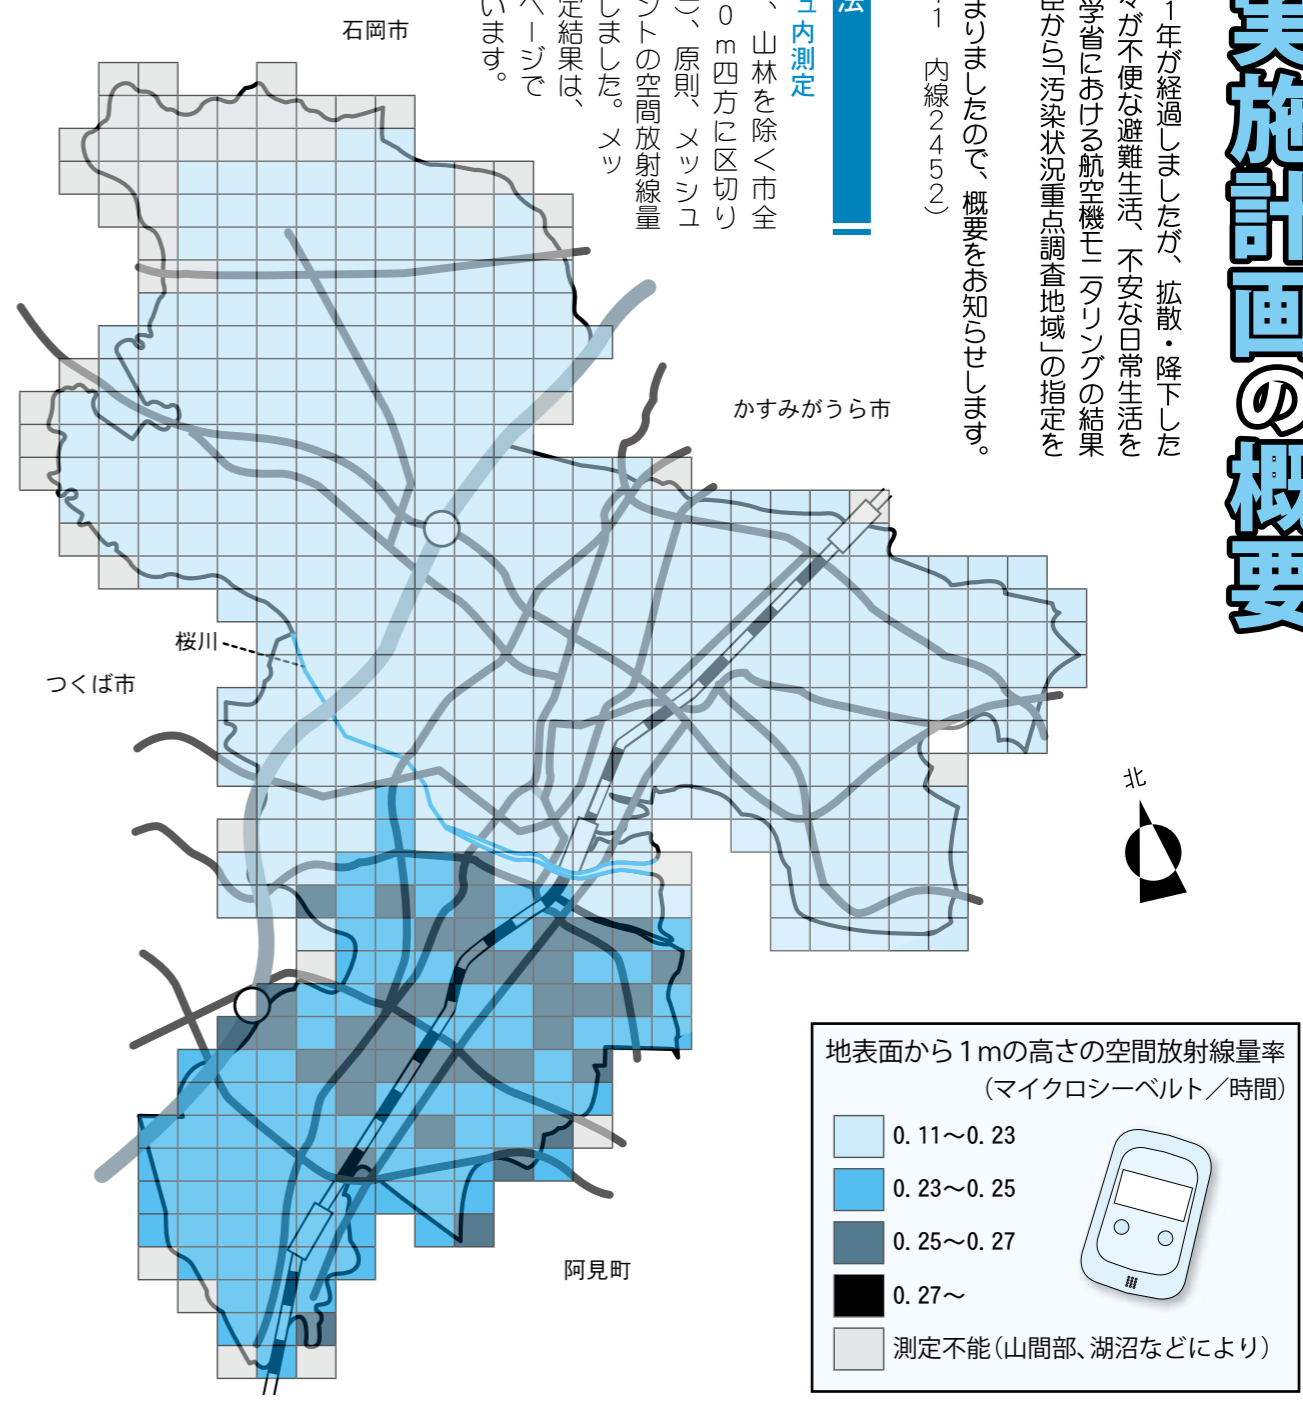 実施計画の概要
1年が経過しましたが、拡散・降下した
々が不便な避難生活、不安な日常生活を
学省における航空機モニタリングの結果
臣から「汚染状況重点調査地域」の指定を
まりましたので、概要をお知らせします。
1 内線2452）
法
ュ内測定
、山林を除く市全
0m四方に区切り
、原則、メッシュ
ントの空間放射線量
しました。メッ
定結果は、
ページで
います。
石岡市
かすみがうら市
桜川
つくば市
北
阿見町
地表面から1mの高さの空間放射線量率
（マイクロシーベルト／時間）
0.11～0.23
0.23～0.25
0.25～0.27
0.27～
測定不能（山間部、湖沼などにより）